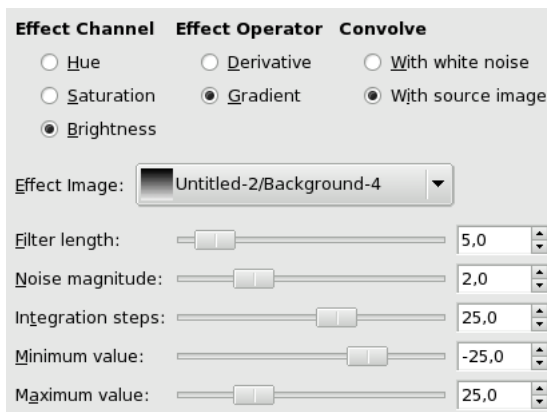 Effect Channel Effect Operator Convolve
Hue Derivative With white noise
Saturation Gradient With source image
Brightness
Effect Image: Untitled-2/Background-4
Filter length: 5,0
Noise magnitude: 2,0
Integration steps: 25,0
Minimum value: -25,0
Maximum value: 25,0